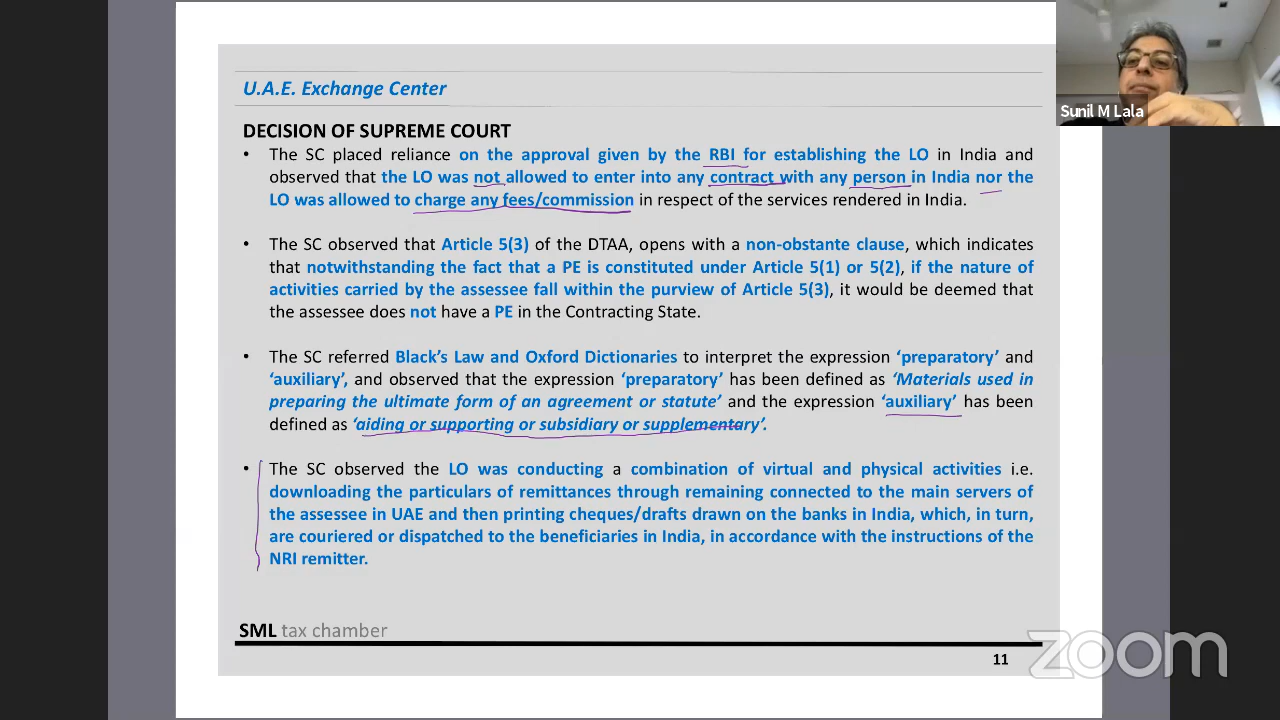 U.A.E. Exchange Center
Sunil M Lala
DECISION OF SUPREME COURT
• The SC placed reliance on the approval given by the RBI for establishing the LO in India and
observed that the LO was not allowed to enter into any contract with any person in India nor the
LO was allowed to charge any fees/commission in respect of the services rendered in India.
• The SC observed that Article 5(3) of the DTAA, opens with a non-obstante clause, which indicates
that notwithstanding the fact that a PE is constituted under Article 5(1) or 5(2), if the nature of
activities carried by the assessee fall within the purview of Article 5(3), it would be deemed that
the assessee does not have a PE in the Contracting State.
• The SC referred Black’s Law and Oxford Dictionaries to interpret the expression ‘preparatory’ and
‘auxiliary’, and observed that the expression ‘preparatory’ has been defined as ‘Materials used in
preparing the ultimate form of an agreement or statute’ and the expression ‘auxiliary’ has been
defined as ‘aiding or supporting or subsidiary or supplementary’.
• The SC observed the LO was conducting a combination of virtual and physical activities i.e.
downloading the particulars of remittances through remaining connected to the main servers of
the assessee in UAE and then printing cheques/drafts drawn on the banks in India, which, in turn,
are couriered or dispatched to the beneficiaries in India, in accordance with the instructions of the
NRI remitter.
SML tax chamber
11
zoom